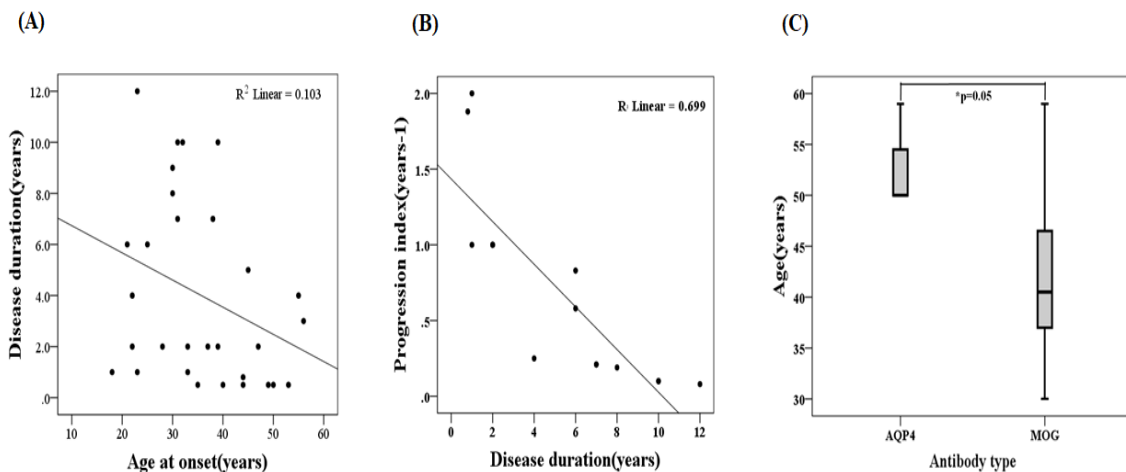 (A)
(B)
(C)
R² Linear = 0.103
12.0
10.0
8.0
6.0
4.0
2.0
.0
Disease duration(years)
10 20 30 40 50 60
Age at onset(years)
R Linear = 0.699
2.0
1.5
1.0
.5
.0
Progression index(years-1)
0 2 4 6 8 10 12
Disease duration(years)
*p=0.05
60
55
50
45
40
35
30
Age(years)
AQP4 MOG
Antibody type